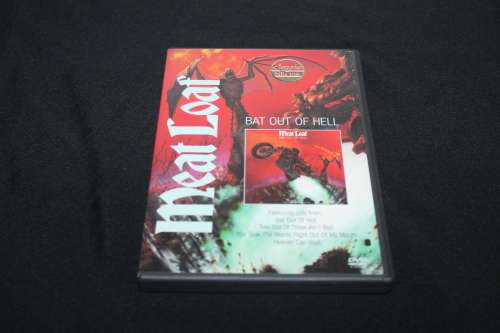 Meat Loaf
Classic Albums
BAT OUT OF HELL
Meat Loaf
Bat Out Of Hell
Two Out Of Three Ain't Bad
You Took The Words Right Out Of My Mouth
Heaven Can Wait
DVD